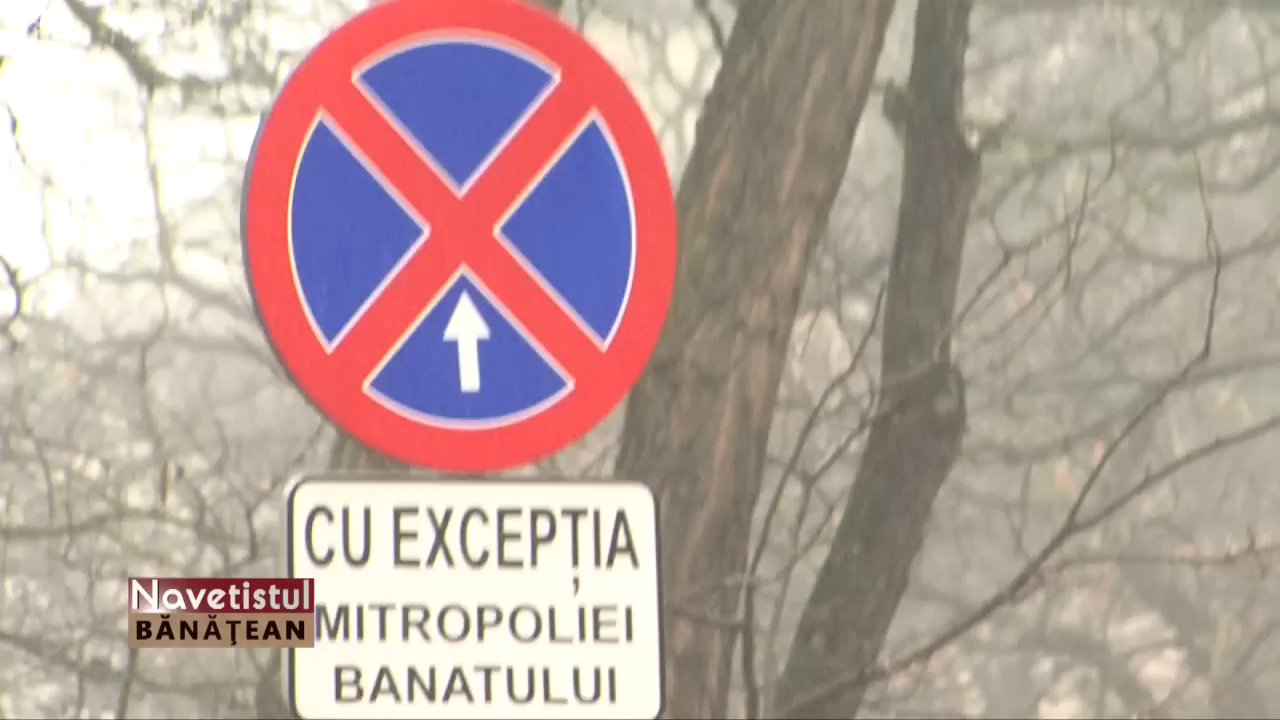 CU EXCEPȚIA
MITROPOLIEI
BANATULUI
Navetistul
BĂNĂŢEAN